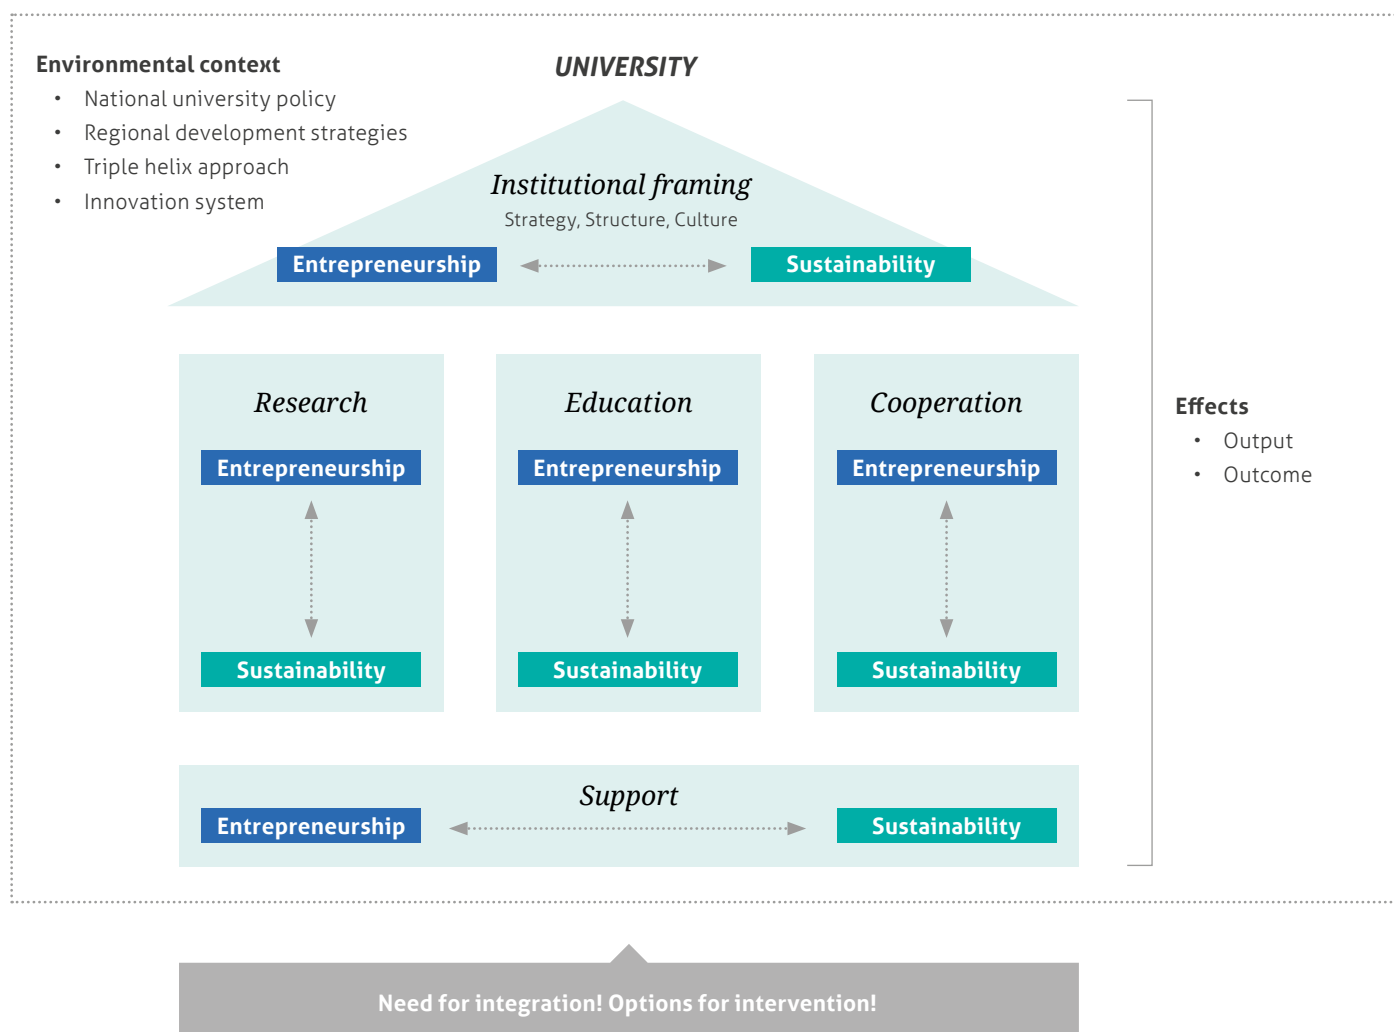 Environmental context
• National university policy
• Regional development strategies
• Triple helix approach
• Innovation system
UNIVERSITY
Institutional framing
Strategy, Structure, Culture
Entrepreneurship
Sustainability
Research
Entrepreneurship
Sustainability
Education
Entrepreneurship
Sustainability
Cooperation
Entrepreneurship
Sustainability
Support
Entrepreneurship
Sustainability
Effects
• Output
• Outcome
Need for integration! Options for intervention!